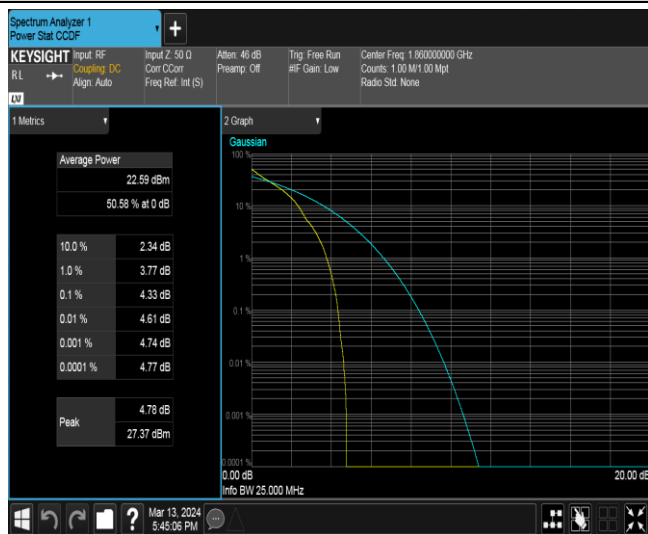 Spectrum Analyzer 1
Power Stat CCDF
+
KEYSIGHT
RL
LXI
Input: RF
Coupling: DC
Align: Auto
Input Z: 50 Ω
Corr CCorr
Freq Ref: Int (S)
Atten: 46 dB
Preamp: Off
Trig: Free Run
#IF Gain: Low
Center Freq: 1.860000000 GHz
Counts: 1.00 M/1.00 Mpt
Radio Std: None
1 Metrics
Average Power
22.59 dBm
50.58 % at 0 dB
10.0 % 2.34 dB
1.0 % 3.77 dB
0.1 % 4.33 dB
0.01 % 4.61 dB
0.001 % 4.74 dB
0.0001 % 4.77 dB
Peak
4.78 dB
27.37 dBm
2 Graph
Gaussian
100 %
10 %
1 %
0.1 %
0.01 %
0.001 %
0.0001 %
0.00 dB
20.00 dB
Info BW 25.000 MHz
?
Mar 13, 2024
5:45:06 PM